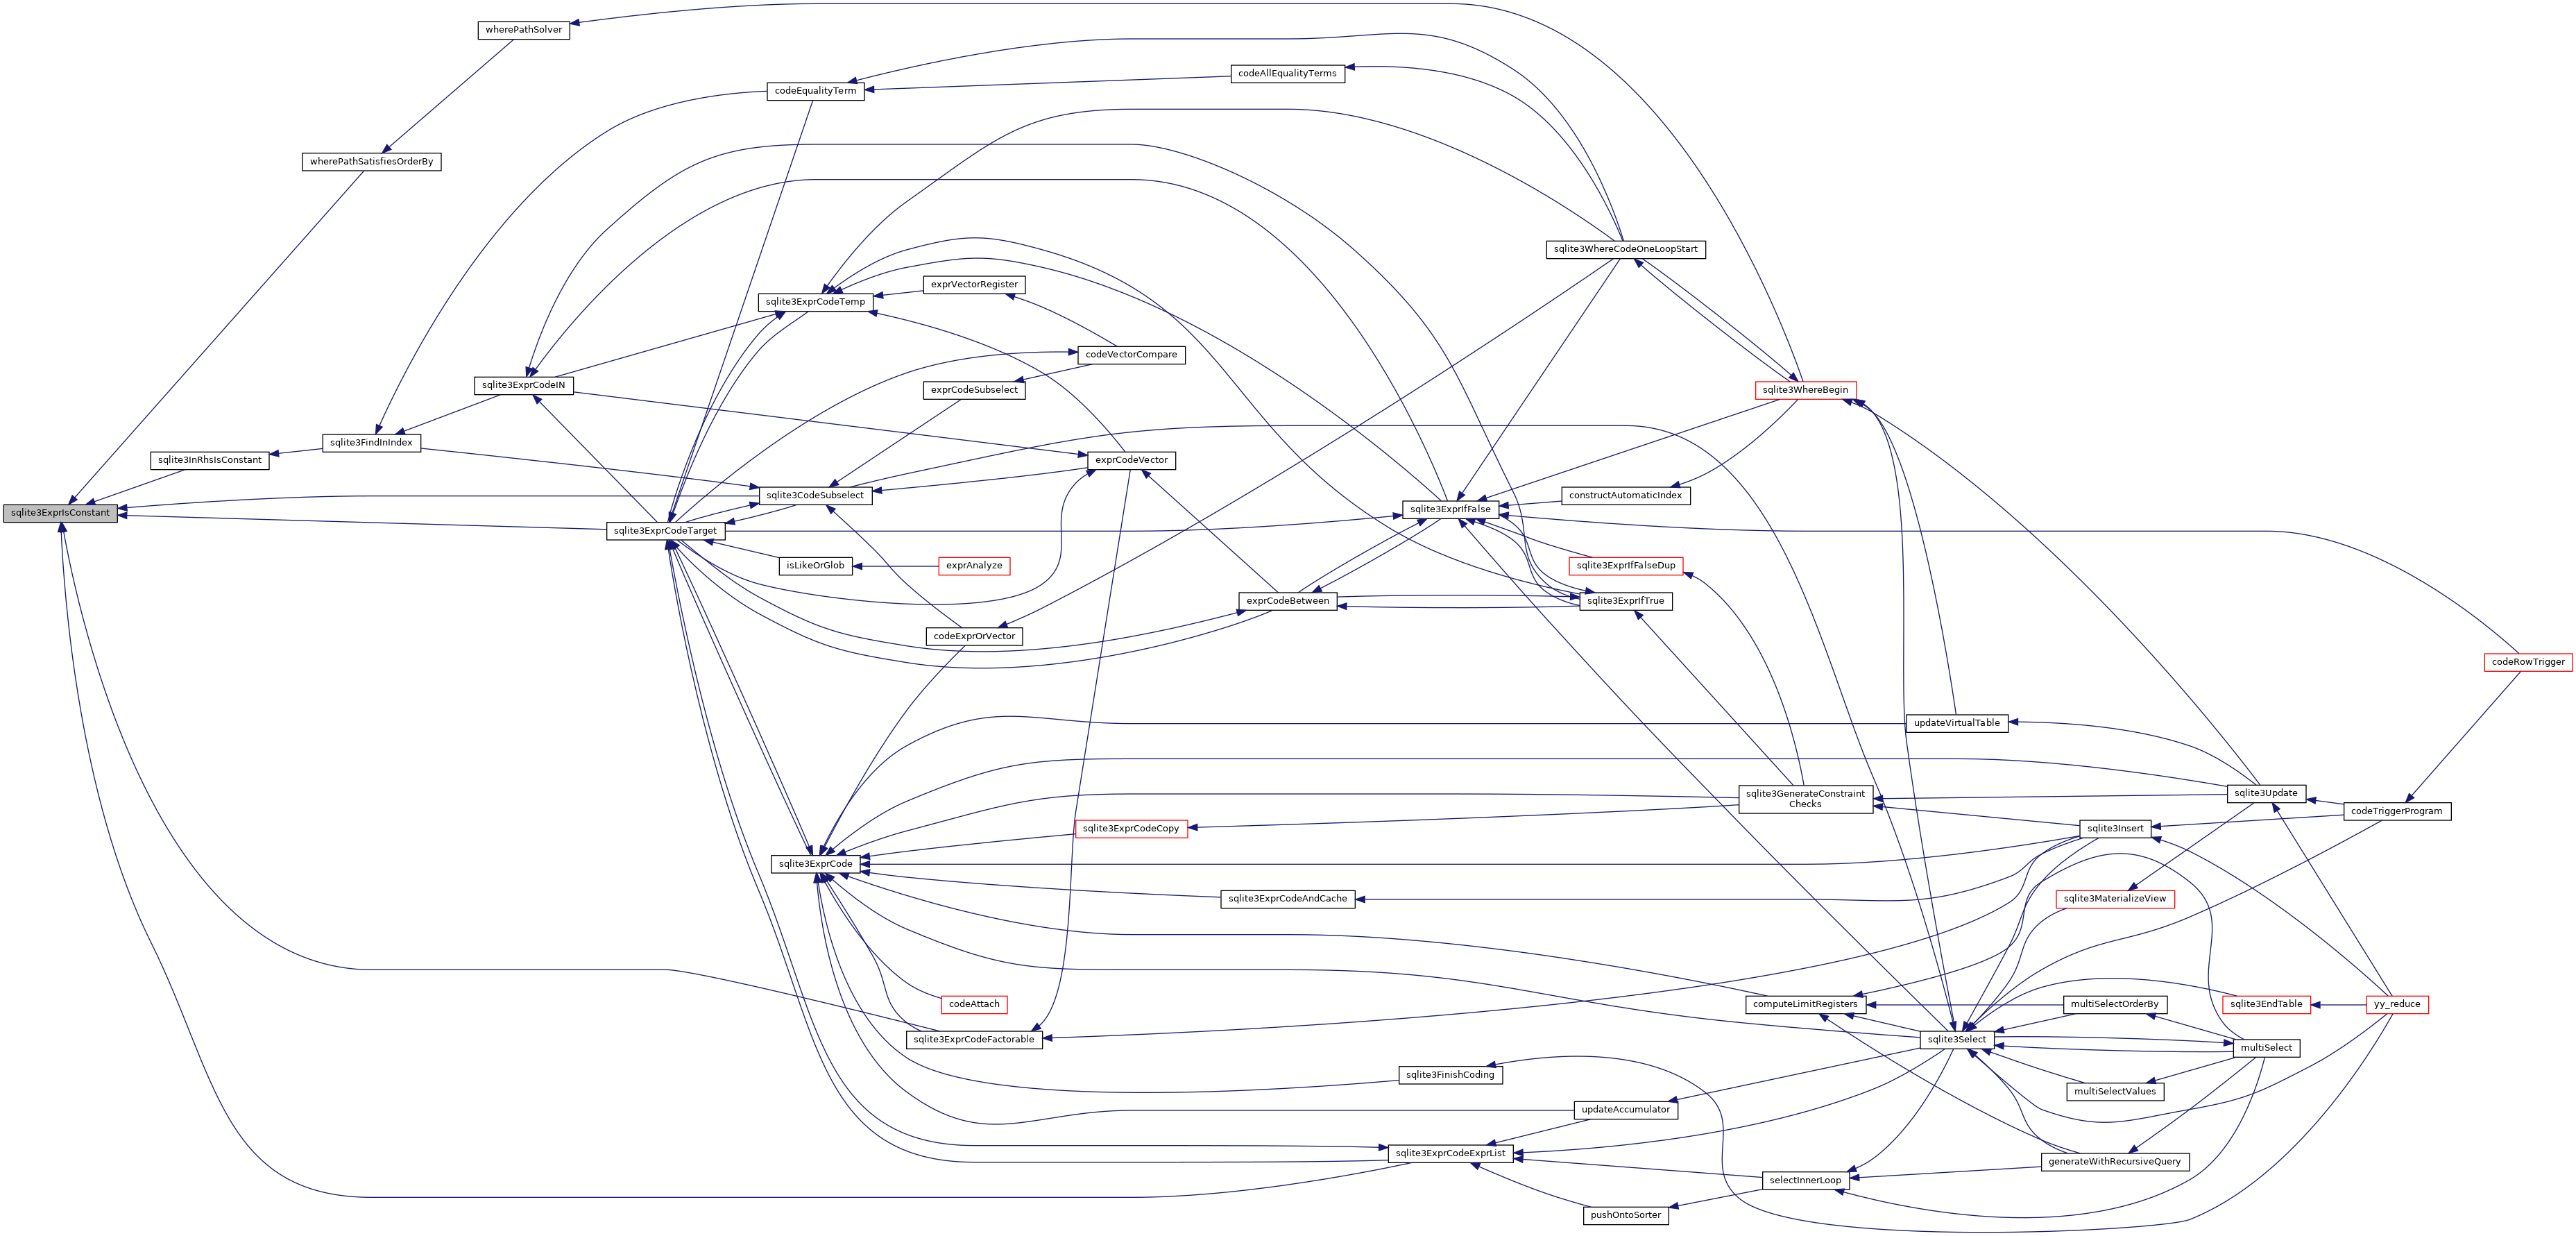 wherePathSolver
codeAllEqualityTerms
codeEqualityTerm
wherePathSatisfiesOrderBy
sqlite3WhereCodeOneLoopStart
exprVectorRegister
sqlite3ExprCodeTemp
codeVectorCompare
sqlite3ExprCodeIN
exprCodeSubselect
sqlite3WhereBegin
sqlite3FindInIndex
sqlite3InRhsIsConstant
exprCodeVector
sqlite3CodeSubselect
constructAutomaticIndex
sqlite3ExprIsConstant
sqlite3ExprIfFalse
sqlite3ExprCodeTarget
isLikeOrGlob
exprAnalyze
sqlite3ExprIfFalseDup
exprCodeBetween
sqlite3ExprIfTrue
codeExprOrVector
codeRowTrigger
updateVirtualTable
sqlite3GenerateConstraint
Checks
sqlite3Update
codeTriggerProgram
sqlite3ExprCodeCopy
sqlite3Insert
sqlite3ExprCode
sqlite3ExprCodeAndCache
sqlite3MaterializeView
codeAttach
computeLimitRegisters
multiSelectOrderBy
sqlite3EndTable
yy_reduce
sqlite3ExprCodeFactorable
sqlite3Select
multiSelect
sqlite3FinishCoding
multiSelectValues
updateAccumulator
sqlite3ExprCodeExprList
generateWithRecursiveQuery
selectInnerLoop
pushOntoSorter